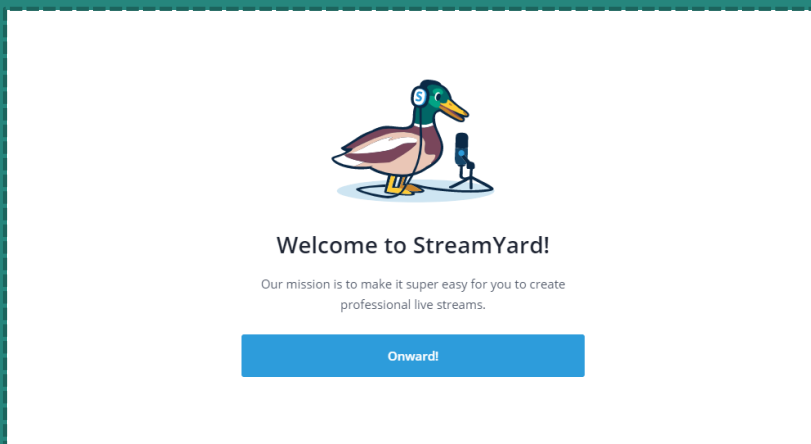 S
Welcome to StreamYard!
Our mission is to make it super easy for you to create
professional live streams.
Onward!